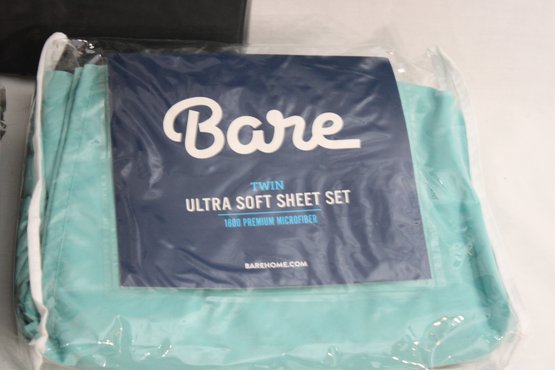 Bare
TWIN
ULTRA SOFT SHEET SET
1800 PREMIUM MICROFIBER
BAREHOME.COM